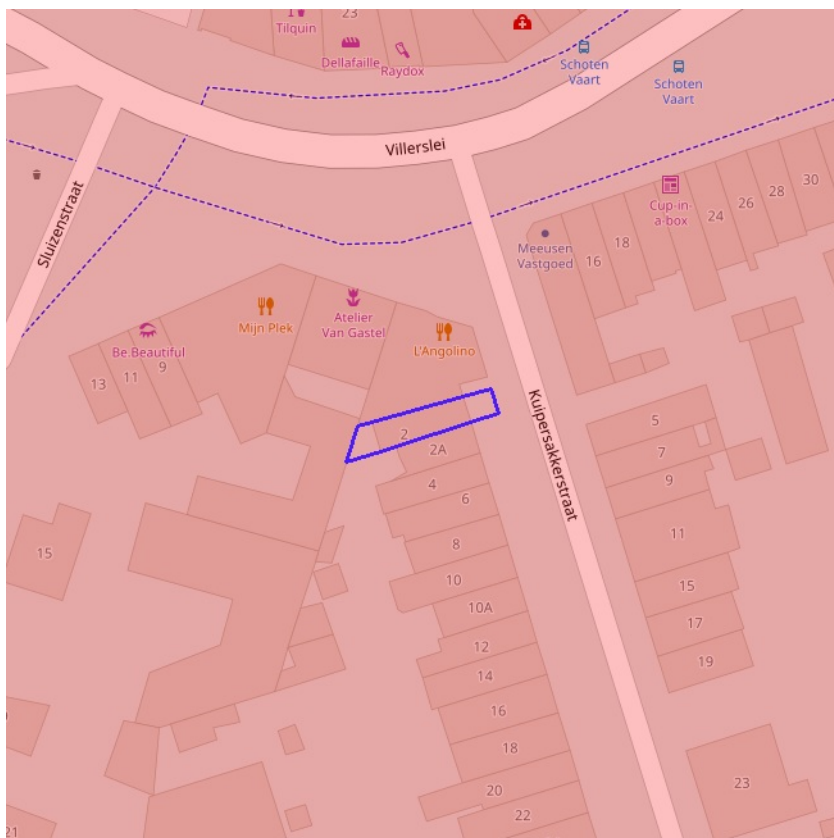 23
Tilquin
Dellafaille
Raydox
Schoten
Vaart
Schoten
Vaart
Villerslei
Sluizenstraat
Cup-in-
a-box
24
26
28
30
Meeusen
Vastgoed
16
18
Mijn Plek
Atelier
Van Gastel
L'Angolino
Be.Beautiful
13
11
9
Kuipersakkerstraat
2
2A
4
6
8
10
10A
12
14
16
18
20
22
5
7
9
11
15
17
19
23
15
21